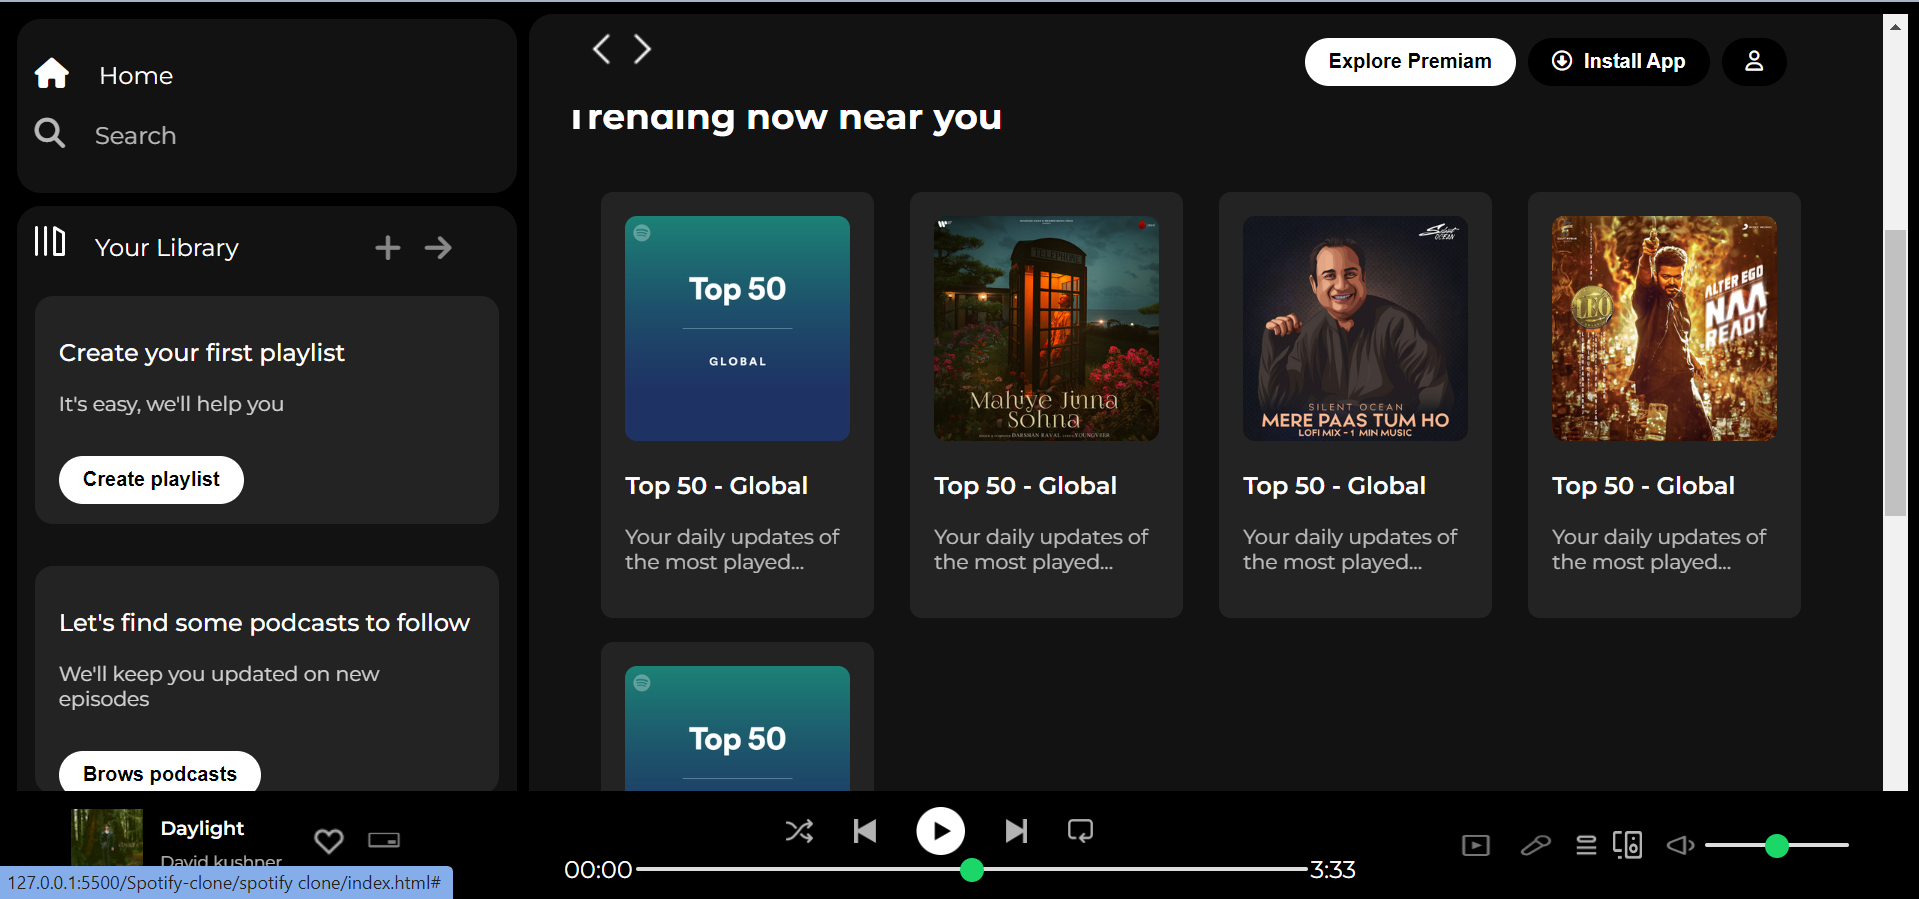 Home
Search
Your Library
Create your first playlist
It's easy, we'll help you
Create playlist
Let's find some podcasts to follow
We'll keep you updated on new
episodes
Brows podcasts
Explore Premiam
Install App
Trending now near you
Top 50
GLOBAL
Top 50 - Global
Your daily updates of
the most played...
Mahiye Jinna
Sohna
DARSHAN RAVAL
Top 50 - Global
Your daily updates of
the most played...
Silent
OCEAN
SILENT OCEAN
MERE PAAS TUM HO
LOFI MIX - 1 MIN MUSIC
Top 50 - Global
Your daily updates of
the most played...
LEO
ALTER EGO
NAA
READY
Top 50 - Global
Your daily updates of
the most played...
Top 50
Daylight
David kushner
00:00
3:33
127.0.0.1:5500/Spotify-clone/spotify clone/index.html#